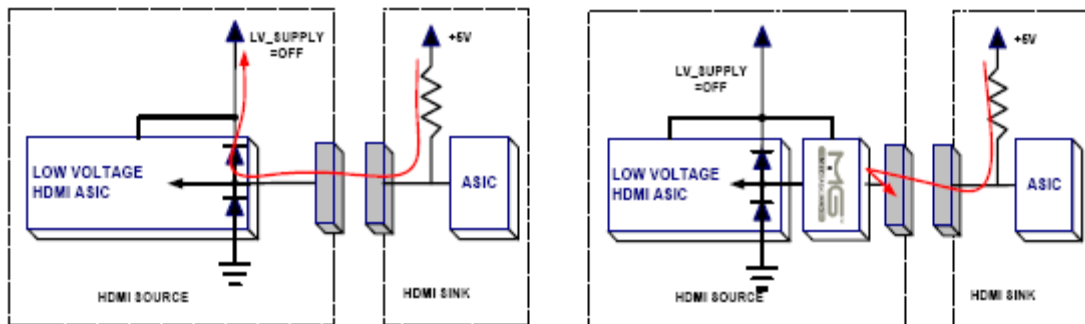 LV_SUPPLY
=OFF
+5V
LOW VOLTAGE
HDMI ASIC
ASIC
HDMI SOURCE
HDMI SINK
LV_SUPPLY
=OFF
+5V
LOW VOLTAGE
HDMI ASIC
MG
ASIC
HDMI SOURCE
HDMI SINK